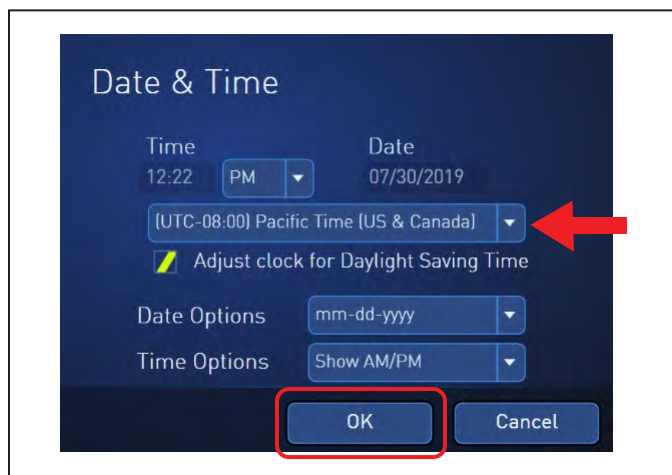 Date & Time
Time Date
12:22 PM 07/30/2019
(UTC-08:00) Pacific Time (US & Canada)
Adjust clock for Daylight Saving Time
Date Options mm-dd-yyyy
Time Options Show AM/PM
OK Cancel